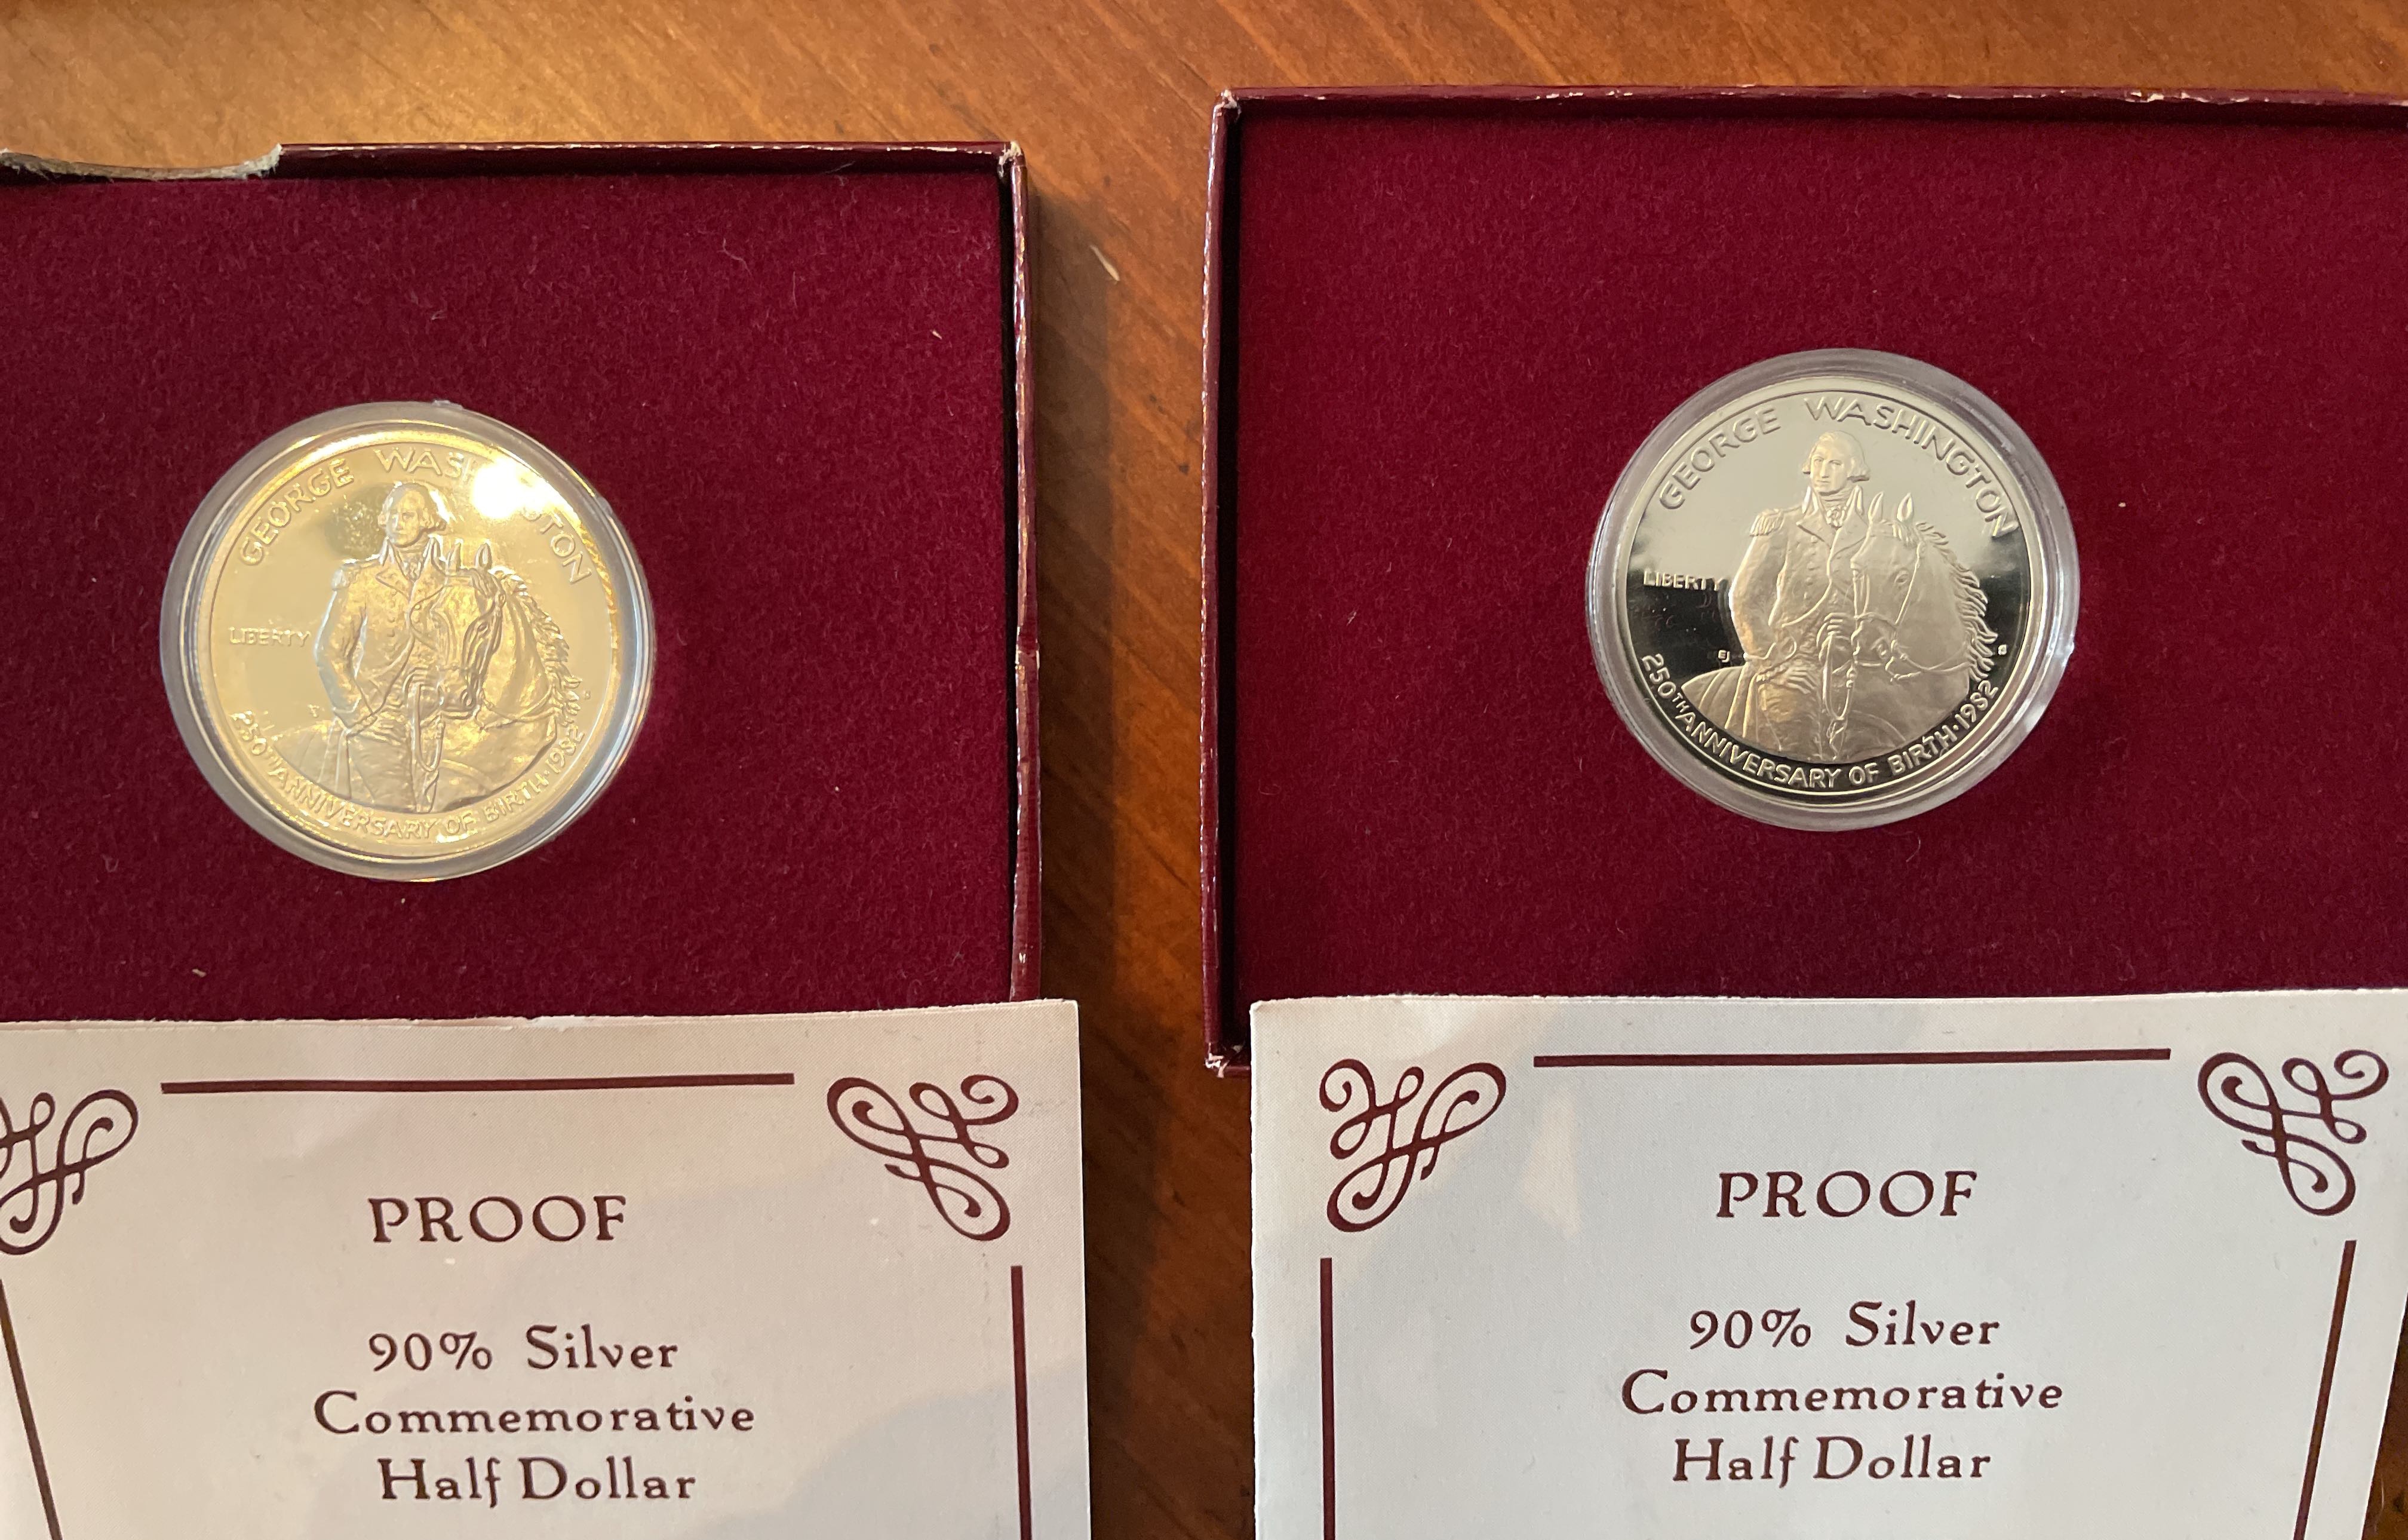 GEORGE WASHINGTON
LIBERTY
250TH ANNIVERSARY OF BIRTH·1982
PROOF
90% Silver
Commemorative
Half Dollar
GEORGE WASHINGTON
LIBERTY
EJ
S
250TH ANNIVERSARY OF BIRTH·1982
PROOF
90% Silver
Commemorative
Half Dollar